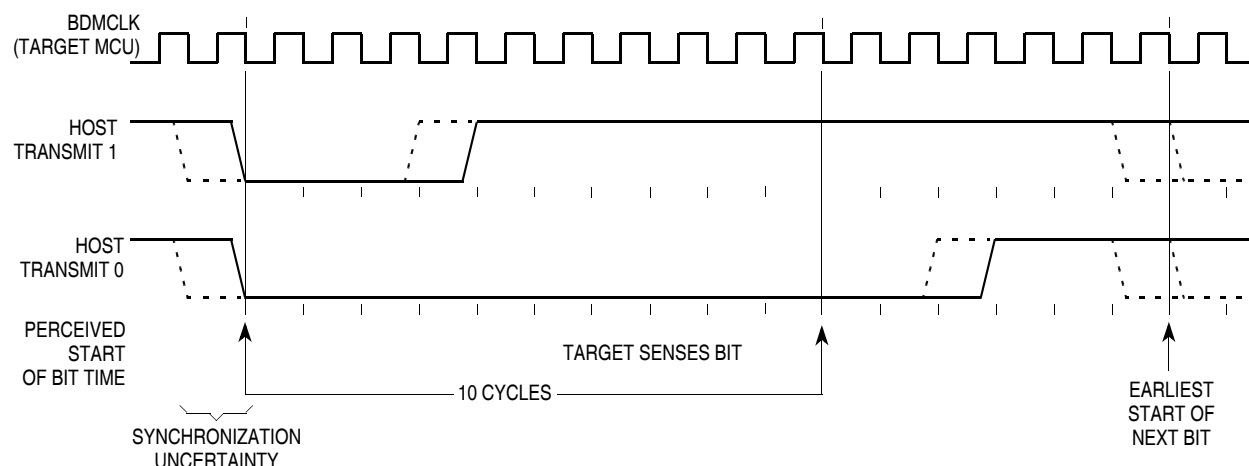 BDMCLK
(TARGET MCU)
HOST
TRANSMIT 1
HOST
TRANSMIT 0
PERCEIVED
START
OF BIT TIME
TARGET SENSES BIT
10 CYCLES
EARLIEST
START OF
NEXT BIT
SYNCHRONIZATION
UNCERTAINTY